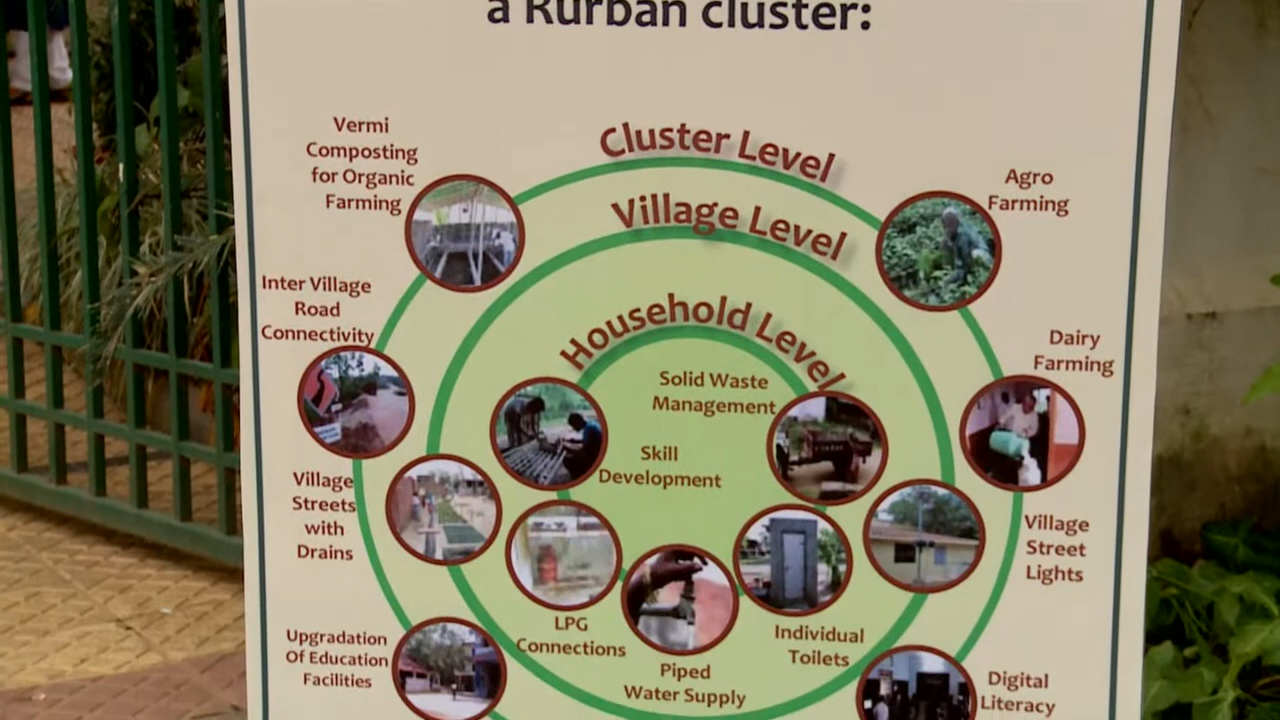 a Rurban cluster:
Cluster Level
Village Level
Household Level
Vermi
Composting
for Organic
Farming
Agro
Farming
Inter Village
Road
Connectivity
Dairy
Farming
Solid Waste
Management
Skill
Development
Village
Streets
with
Drains
Village
Street
Lights
LPG
Connections
Individual
Toilets
Piped
Water Supply
Upgradation
Of Education
Facilities
Digital
Literacy